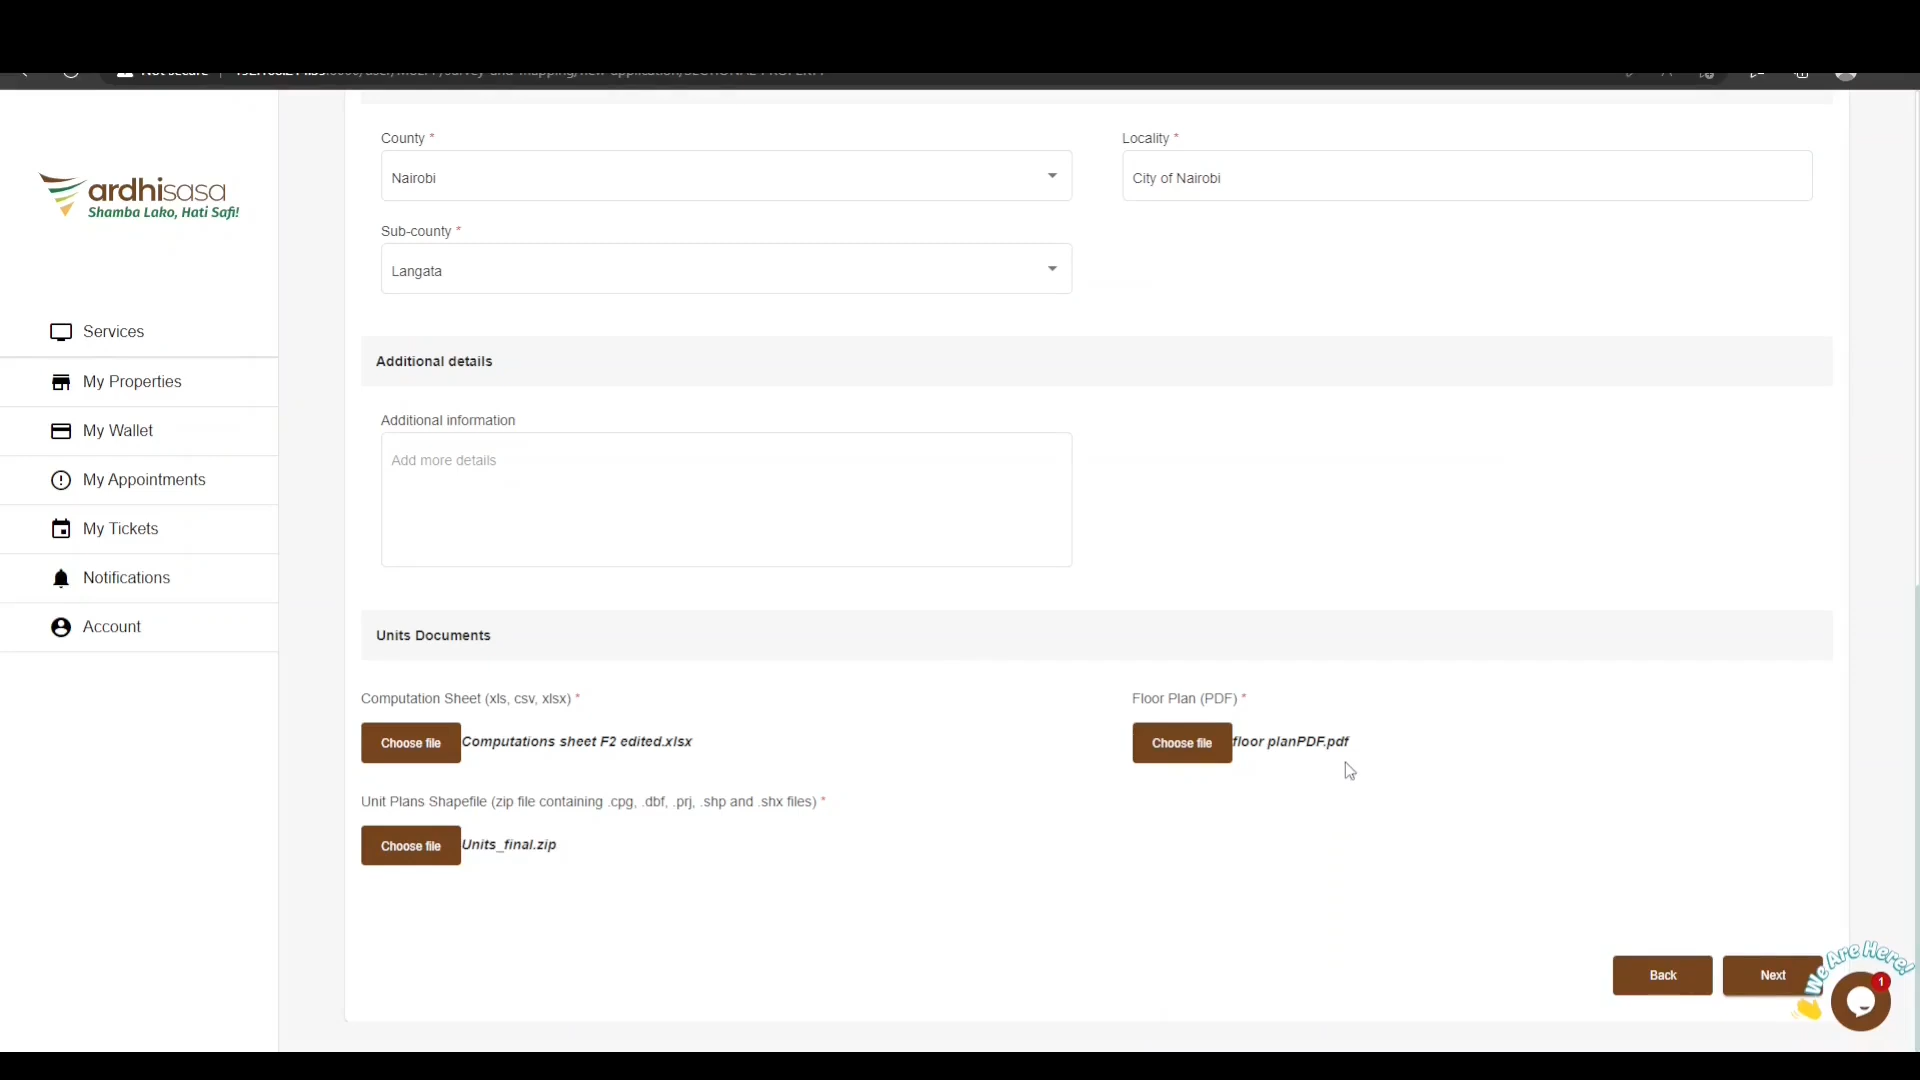 Not secure
County *
Locality *
Nairobi
City of Nairobi
Sub-county *
Langata
ardhisasa
Shamba Lako, Hati Safi!
Services
My Properties
My Wallet
My Appointments
My Tickets
Notifications
Account
Additional details
Additional information
Add more details
Units Documents
Computation Sheet (xls, csv, xlsx) *
Floor Plan (PDF) *
Choose file
Computations sheet F2 edited.xlsx
Choose file
floor planPDF.pdf
Unit Plans Shapefile (zip file containing .cpg, .dbf, .prj, .shp and .shx files) *
Choose file
Units_final.zip
Back
Next
We Are Here!
1